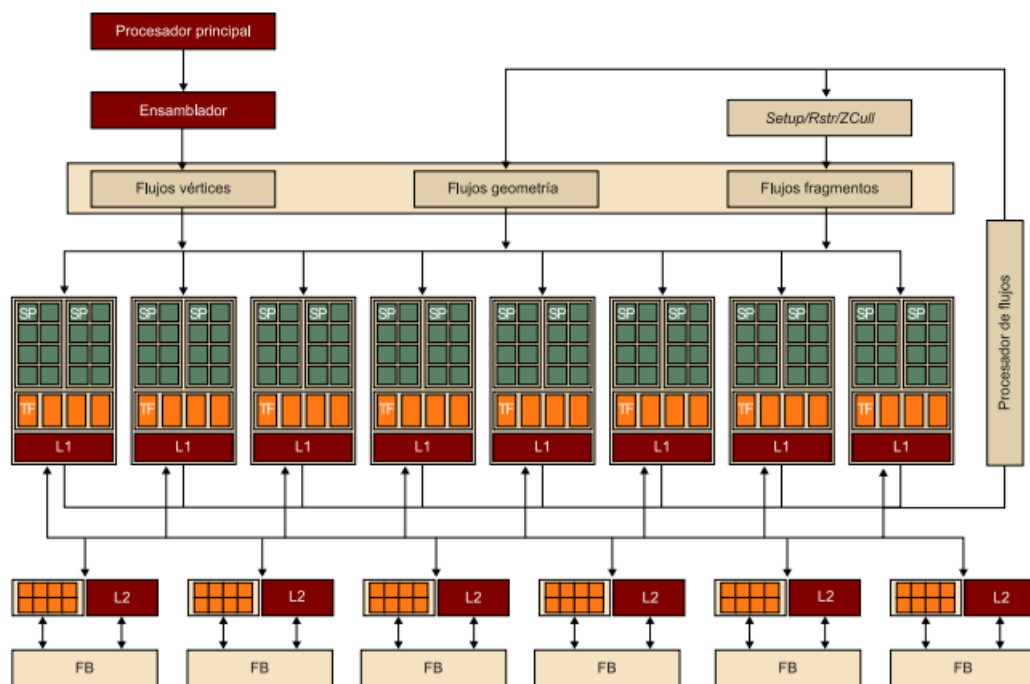 Procesador principal
Ensamblador
Setup/Rstr/ZCull
Flujos vértices
Flujos geometría
Flujos fragmentos
Procesador de flujos
SP SP SP SP SP SP SP SP SP SP SP SP SP SP SP SP
TF TF TF TF TF TF TF TF
L1 L1 L1 L1 L1 L1 L1 L1
L2 L2 L2 L2 L2 L2
FB FB FB FB FB FB